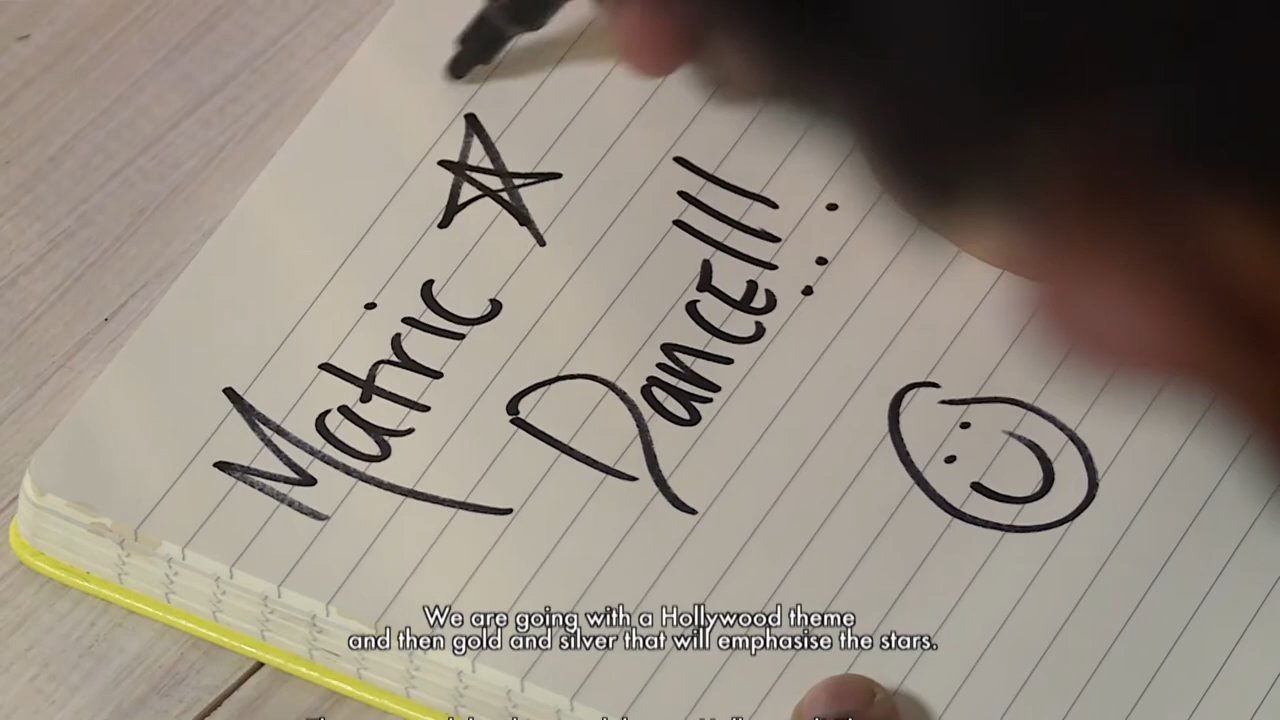 Matric
Dance!!!
We are going with a Hollywood theme
and then gold and silver that will emphasise the stars.